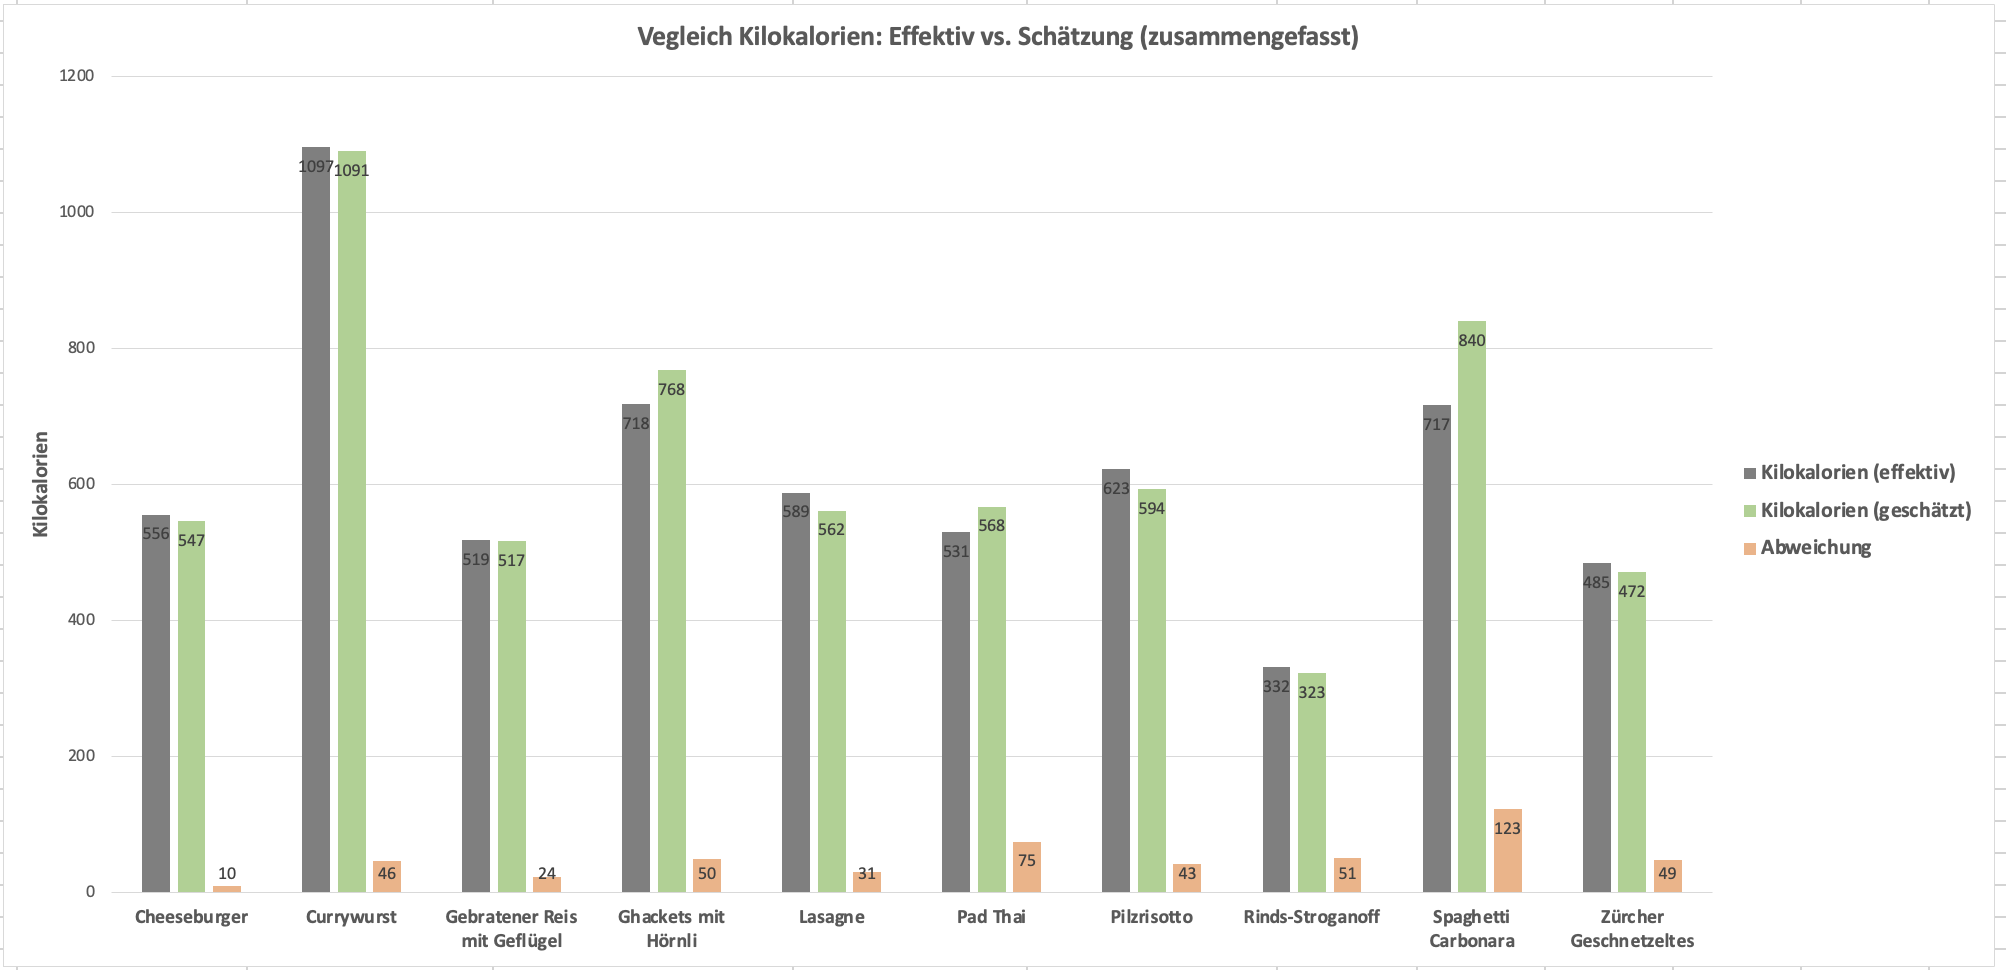 Vegleich Kilokalorien: Effektiv vs. Schätzung (zusammengefasst)
Kilokalorien
1200
1000
800
600
400
200
0
556
547
10
1097
1091
46
519
517
24
718
768
50
589
562
31
531
568
75
623
594
43
332
323
51
717
840
123
485
472
49
Cheeseburger
Currywurst
Gebratener Reis
mit Geflügel
Ghackets mit
Hörnli
Lasagne
Pad Thai
Pilzrisotto
Rinds-Stroganoff
Spaghetti
Carbonara
Zürcher
Geschnetzeltes
Kilokalorien (effektiv)
Kilokalorien (geschätzt)
Abweichung